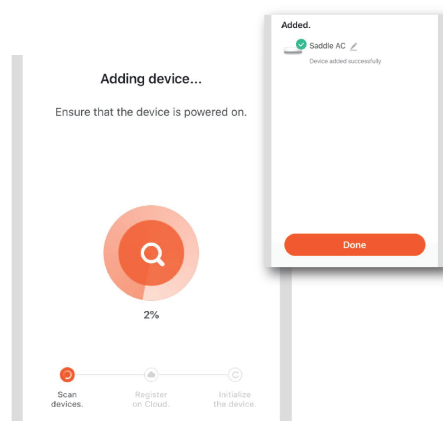 Adding device...
Ensure that the device is powered on.
2%
Scan
devices.
Register
on Cloud.
Initialize
the device.
Added.
Saddle AC
Device added successfully
Done